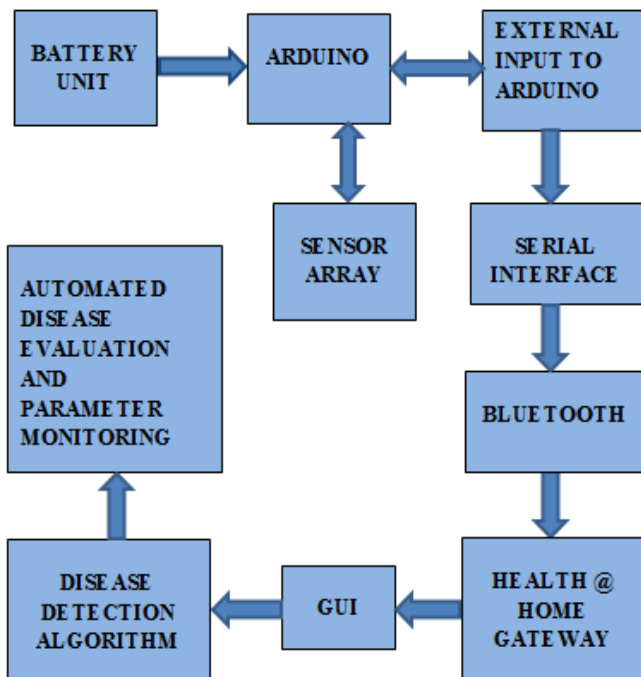 BATTERY
UNIT
ARDUINO
EXTERNAL
INPUT TO
ARDUINO
SENSOR
ARRAY
SERIAL
INTERFACE
AUTOMATED
DISEASE
EVALUATION
AND
PARAMETER
MONITORING
BLUETOOTH
DISEASE
DETECTION
ALGORITHM
GUI
HEALTH @
HOME
GATEWAY